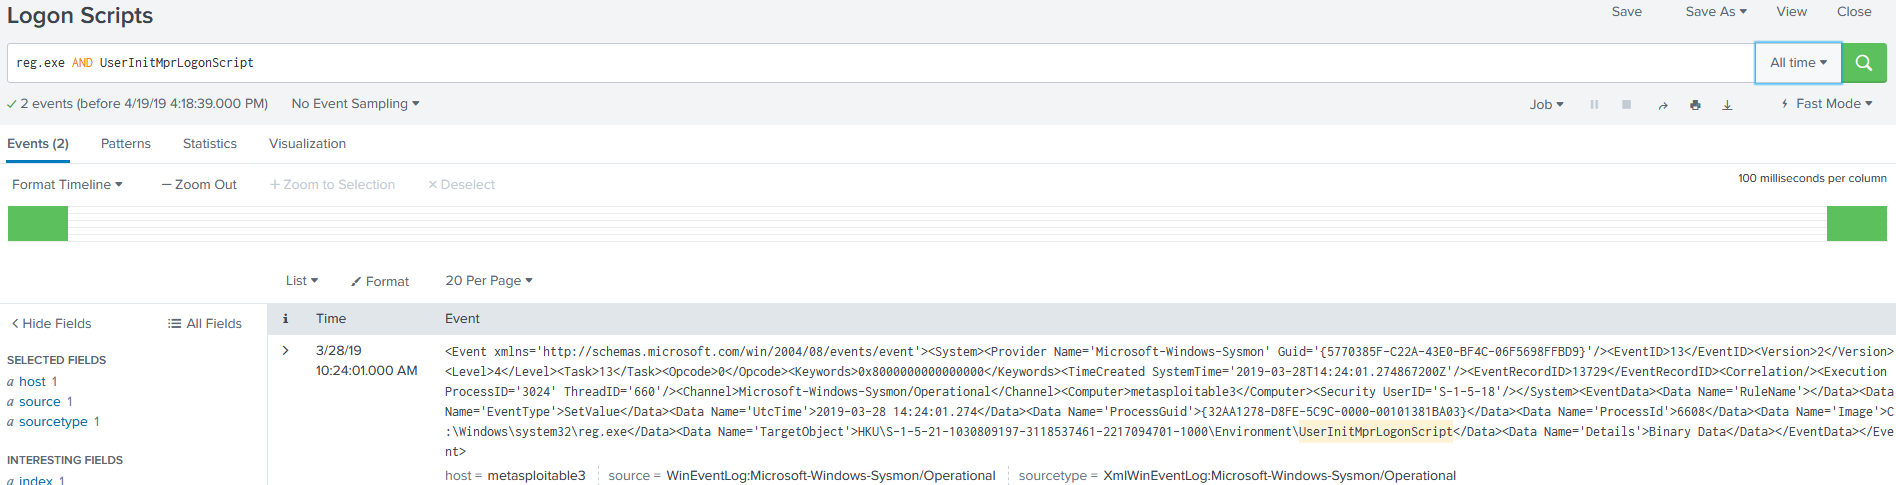 Logon Scripts
Save Save As View Close
reg.exe AND UserInitMprLogonScript
All time
2 events (before 4/19/19 4:18:39.000 PM) No Event Sampling
Job Fast Mode
Events (2) Patterns Statistics Visualization
Format Timeline — Zoom Out + Zoom to Selection × Deselect
100 milliseconds per column
List Format 20 Per Page
< Hide Fields All Fields
i Time Event
SELECTED FIELDS
a host 1
a source 1
a sourcetype 1
INTERESTING FIELDS
a index 1
> 3/28/19
10:24:01.000 AM
<Event xmlns='http://schemas.microsoft.com/win/2004/08/events/event'><System><Provider Name='Microsoft-Windows-Sysmon' Guid='{5770385F-C22A-43E0-BF4C-06F5698FFBD9}'/><EventID>13</EventID><Version>2</Version>
<Level>4</Level><Task>13</Task><Opcode>0</Opcode><Keywords>0x8000000000000000</Keywords><TimeCreated SystemTime='2019-03-28T14:24:01.274867200Z'/><EventRecordID>13729</EventRecordID><Correlation/><Execution
ProcessID='3024' ThreadID='660'/><Channel>Microsoft-Windows-Sysmon/Operational</Channel><Computer>metasploitable3</Computer><Security UserID='S-1-5-18'/></System><EventData><Data Name='RuleName'></Data><Data
Name='EventType'>SetValue</Data><Data Name='UtcTime'>2019-03-28 14:24:01.274</Data><Data Name='ProcessGuid'>{32AA1278-D8FE-5C9C-0000-00101381BA03}</Data><Data Name='ProcessId'>6608</Data><Data Name='Image'>C
:\Windows\system32\reg.exe</Data><Data Name='TargetObject'>HKU\S-1-5-21-1030809197-3118537461-2217094701-1000\Environment\UserInitMprLogonScript</Data><Data Name='Details'>Binary Data</Data></EventData></Eve
nt>
host = metasploitable3 source = WinEventLog:Microsoft-Windows-Sysmon/Operational sourcetype = XmlWinEventLog:Microsoft-Windows-Sysmon/Operational